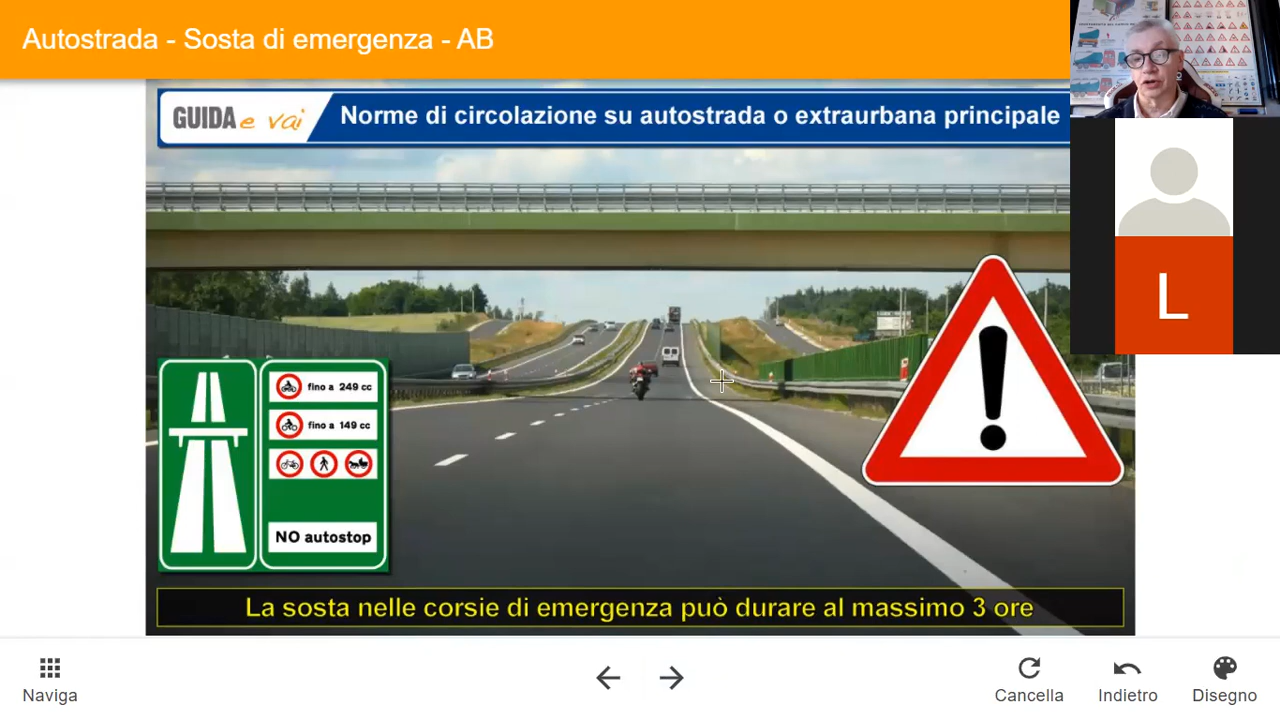 Autostrada - Sosta di emergenza - AB
GUIDA e vai
Norme di circolazione su autostrada o extraurbana principale
fino a 249 cc
fino a 149 cc
NO autostop
L
La sosta nelle corsie di emergenza può durare al massimo 3 ore
Naviga
Cancella
Indietro
Disegno